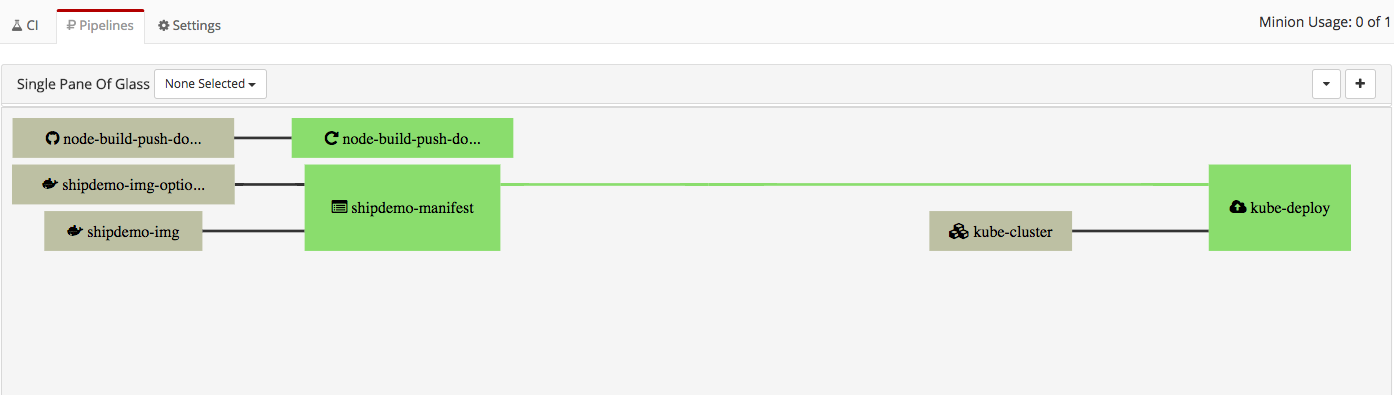 CI Pipelines Settings Minion Usage: 0 of 1
Single Pane Of Glass None Selected
node-build-push-do... node-build-push-do...
shipdemo-img-optio...
shipdemo-manifest kube-deploy
shipdemo-img kube-cluster